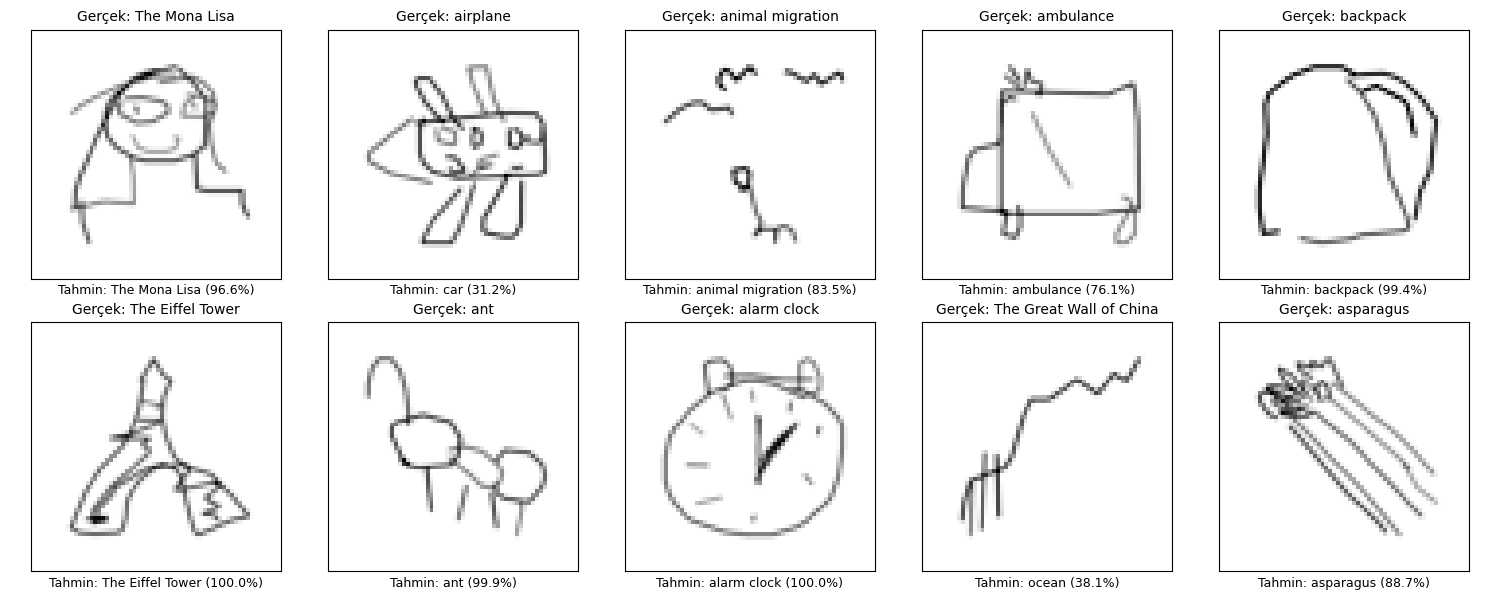 Gerçek: The Mona Lisa
Gerçek: airplane
Gerçek: animal migration
Gerçek: ambulance
Gerçek: backpack
Tahmin: The Mona Lisa (96.6%)
Tahmin: car (31.2%)
Tahmin: animal migration (83.5%)
Tahmin: ambulance (76.1%)
Tahmin: backpack (99.4%)
Gerçek: The Eiffel Tower
Gerçek: ant
Gerçek: alarm clock
Gerçek: The Great Wall of China
Gerçek: asparagus
Tahmin: The Eiffel Tower (100.0%)
Tahmin: ant (99.9%)
Tahmin: alarm clock (100.0%)
Tahmin: ocean (38.1%)
Tahmin: asparagus (88.7%)